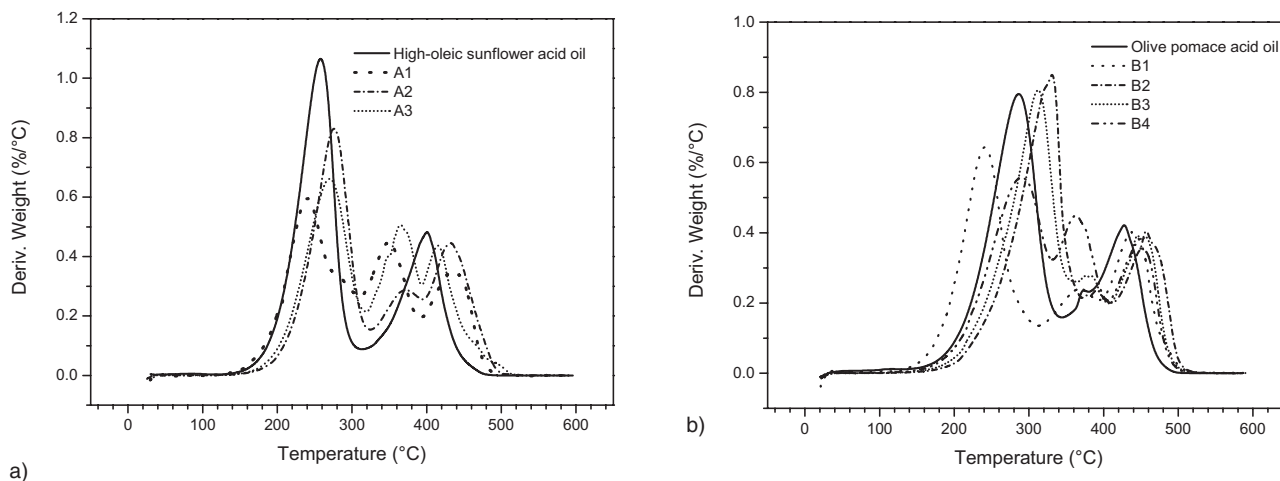 1.2
1.0
0.8
0.6
0.4
0.2
0.0
Deriv. Weight (%/°C)
High-oleic sunflower acid oil
A1
A2
A3
0 100 200 300 400 500 600
Temperature (°C)
a)
1.0
0.8
0.6
0.4
0.2
0.0
Deriv. Weight (%/°C)
Olive pomace acid oil
B1
B2
B3
B4
0 100 200 300 400 500 600
Temperature (°C)
b)